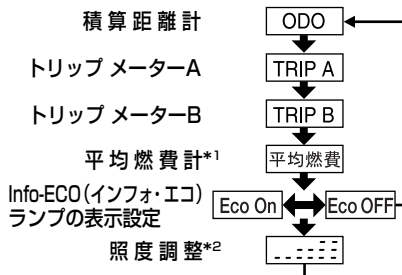 積算距離計 ODO
トリップ メーターA TRIP A
トリップ メーターB TRIP B
平均燃費計*1 平均燃費
Info-ECO(インフォ・エコ)
ランプの表示設定 Eco On Eco OFF
照度調整*2